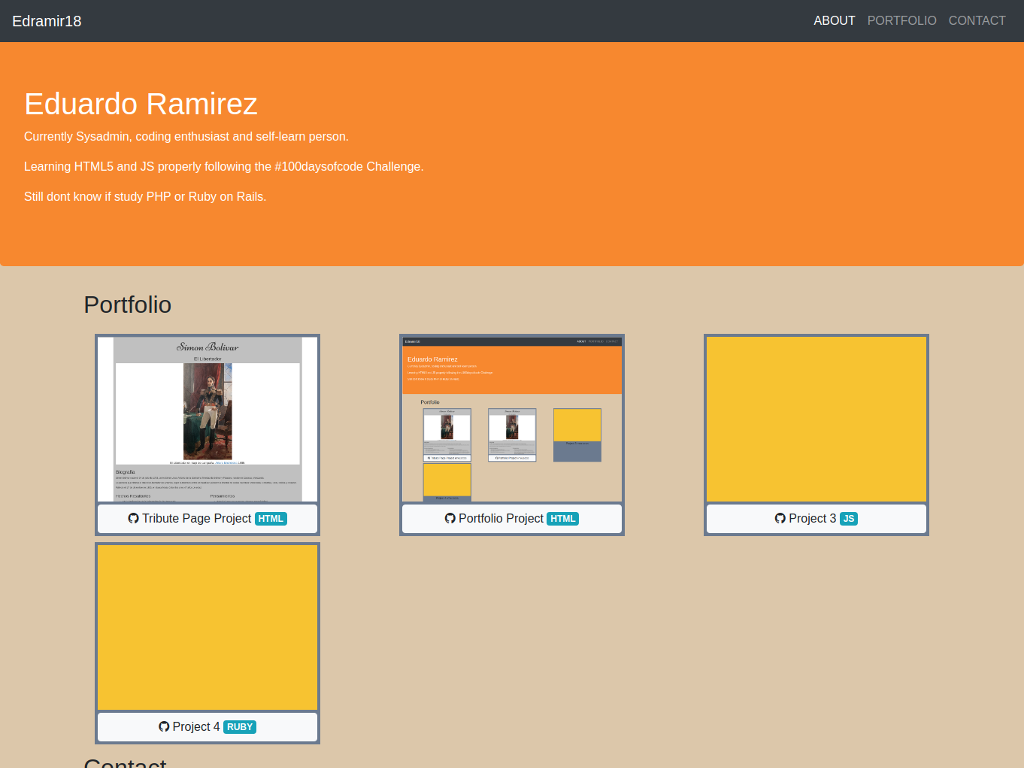 Edramir18
ABOUT PORTFOLIO CONTACT
Eduardo Ramirez
Currently Sysadmin, coding enthusiast and self-learn person.
Learning HTML5 and JS properly following the #100daysofcode Challenge.
Still dont know if study PHP or Ruby on Rails.
Portfolio
Simon Bolivar
El Libertador
Biografia
Tribute Page Project HTML
Edramir18
ABOUT PORTFOLIO CONTACT
Eduardo Ramirez
Portfolio
Portfolio Project HTML
Project 3 JS
Project 4 RUBY
Contact